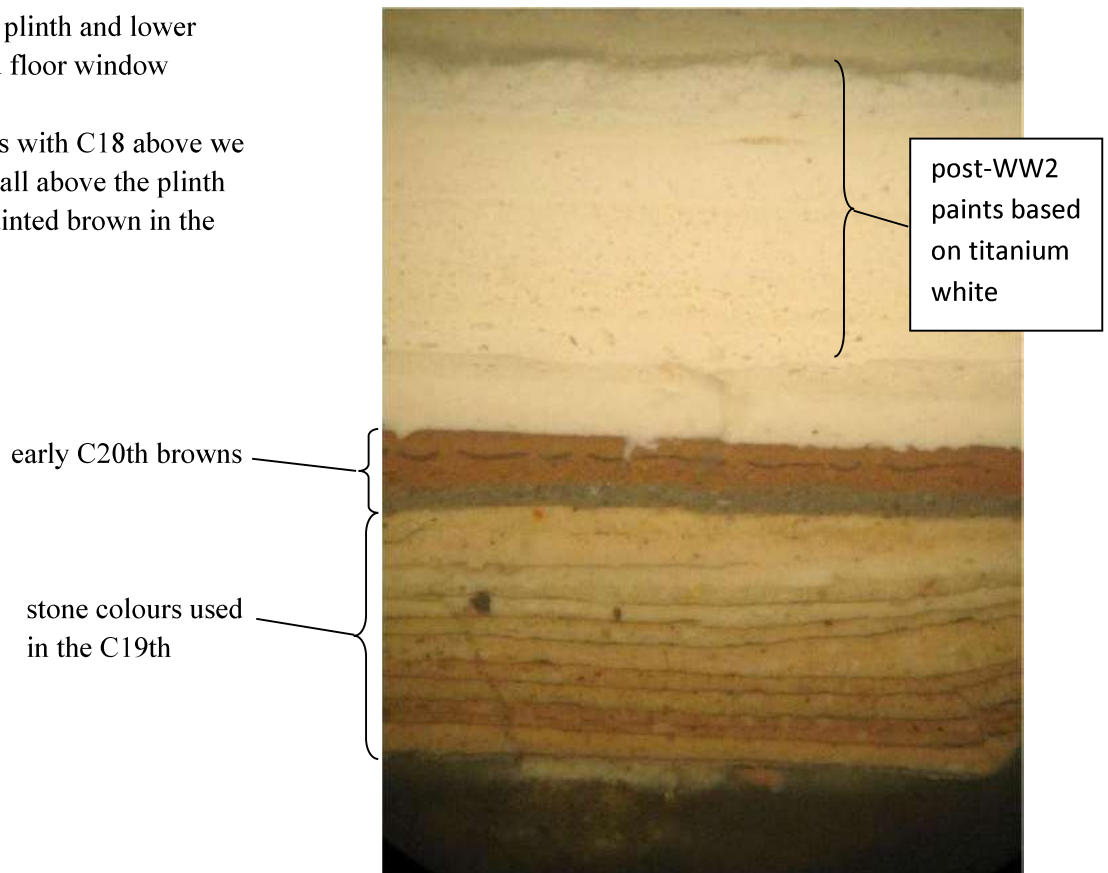 plinth and lower
floor window
s with C18 above we
all above the plinth
inted brown in the
post-WW2
paints based
on titanium
white
early C20th browns
stone colours used
in the C19th